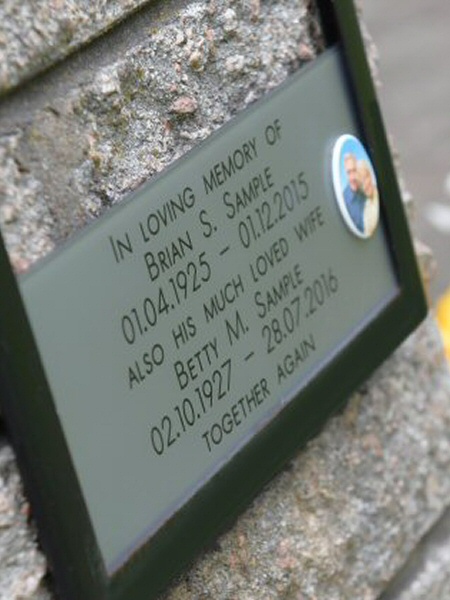 In loving memory of
Brian S. Sample
01.04.1925 – 01.12.2015
also his much loved wife
Betty M. Sample
02.10.1927 – 28.07.2016
together again